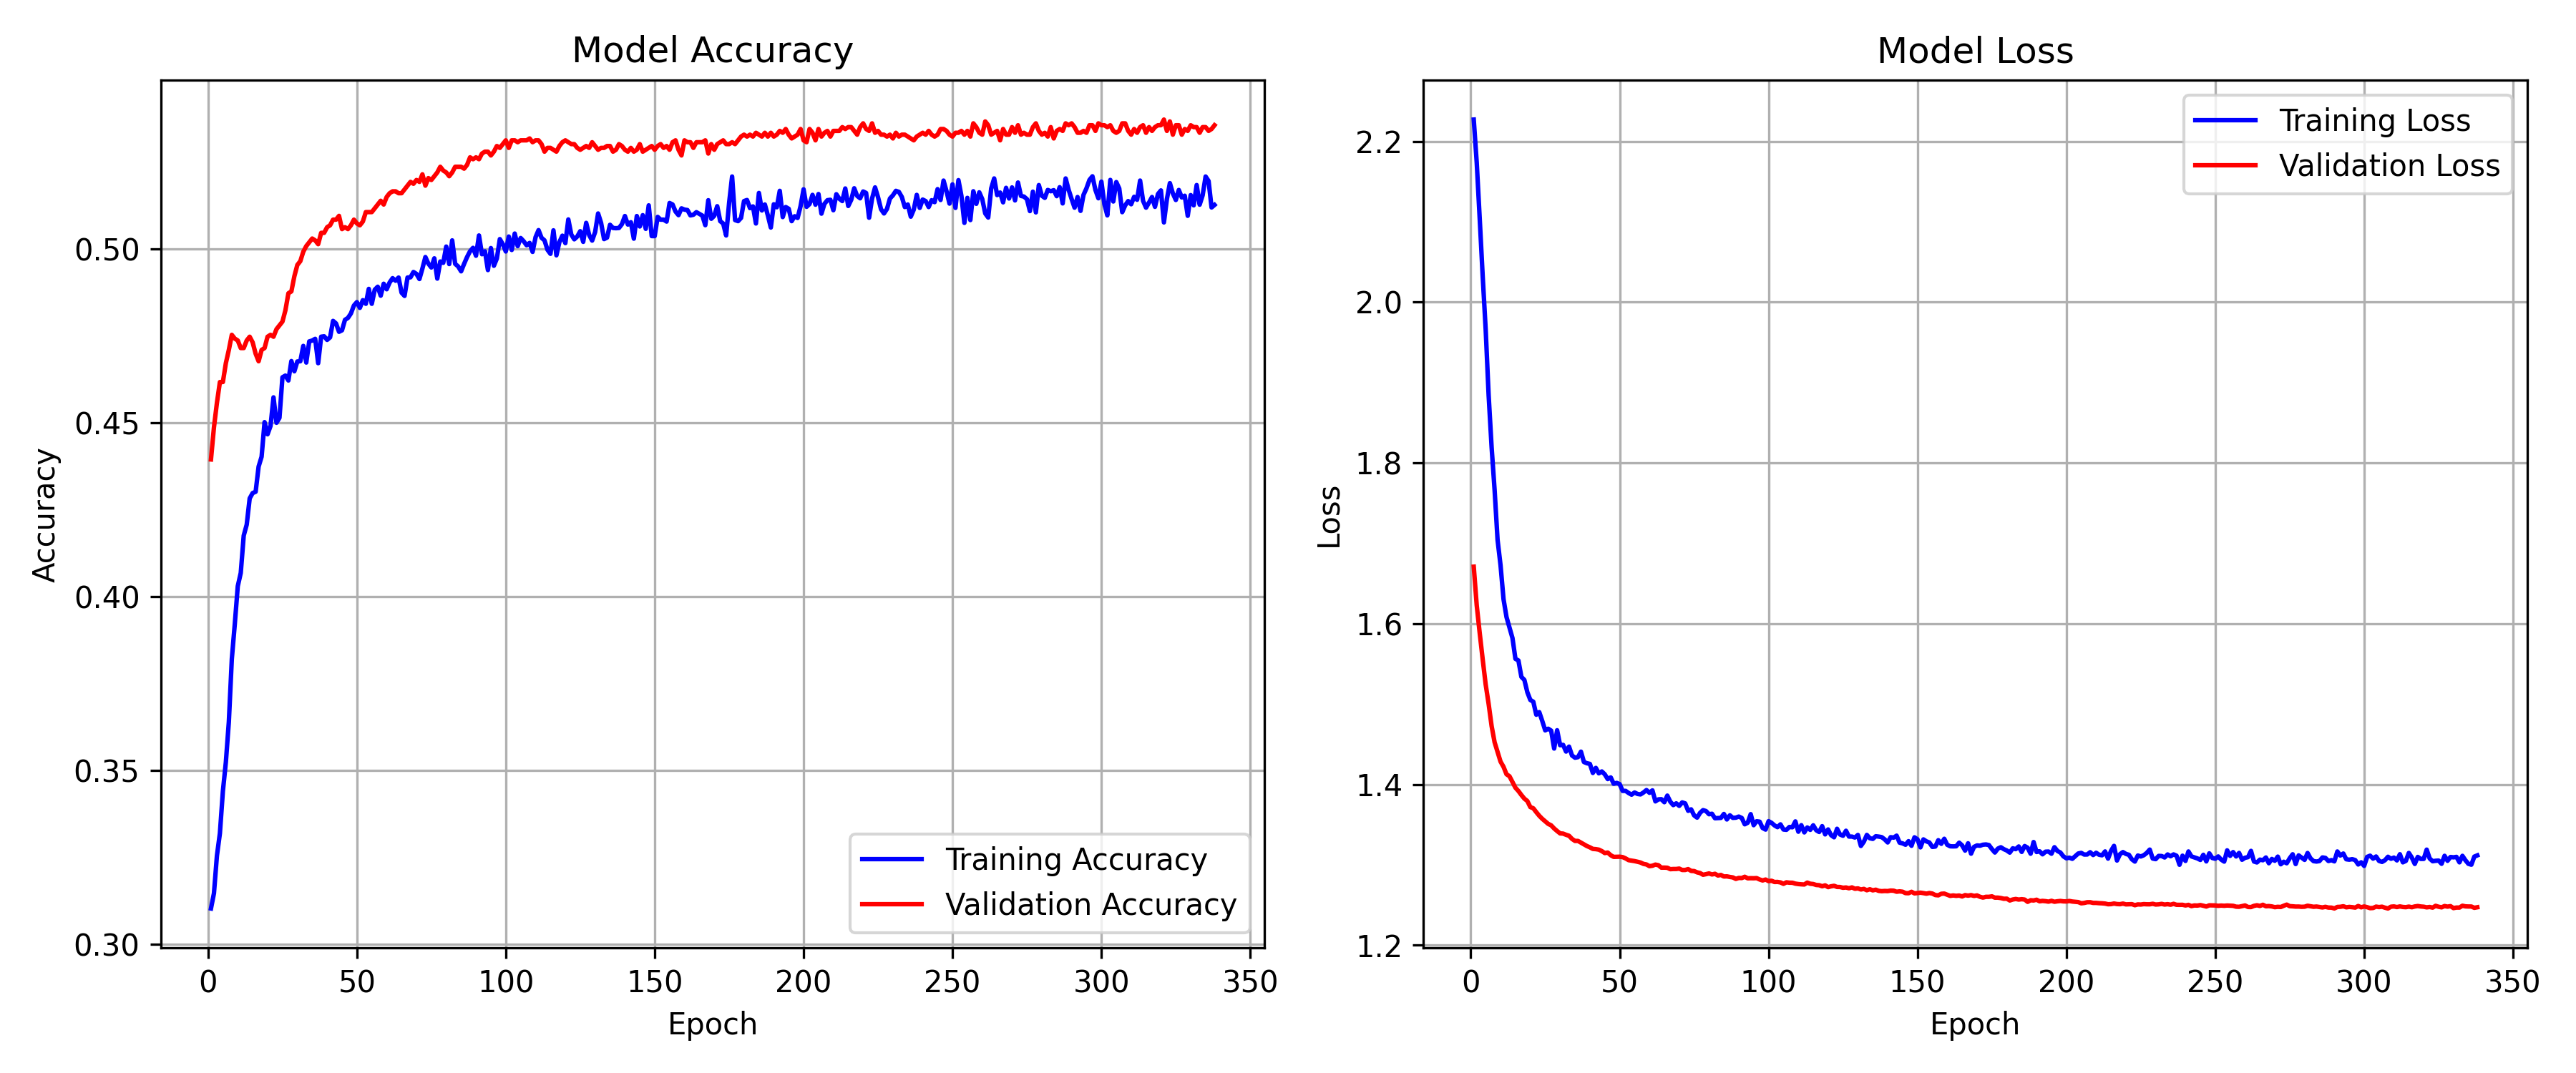 Model Accuracy
Accuracy
0.50
0.45
0.40
0.35
0.30
0 50 100 150 200 250 300 350
Epoch
Training Accuracy
Validation Accuracy
Model Loss
Loss
2.2
2.0
1.8
1.6
1.4
1.2
0 50 100 150 200 250 300 350
Epoch
Training Loss
Validation Loss